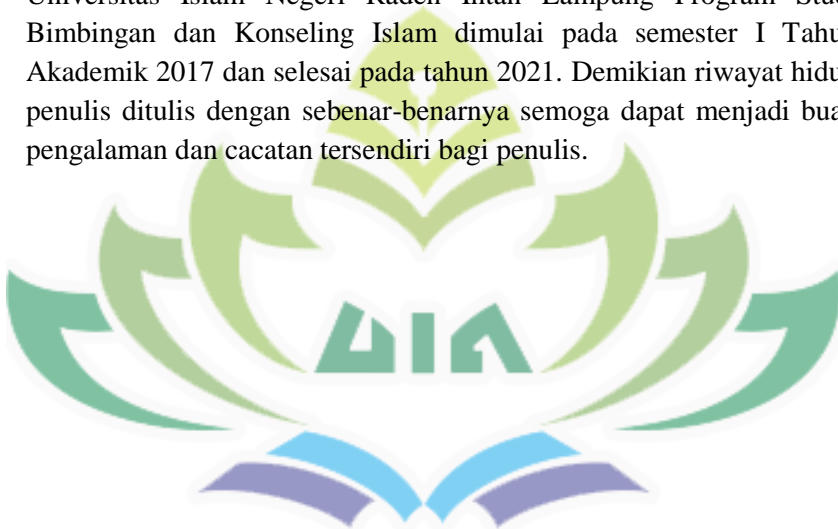 Universitas Islam Negeri Raden Intan Lampung Program Stud
Bimbingan dan Konseling Islam dimulai pada semester I Tahu
Akademik 2017 dan selesai pada tahun 2021. Demikian riwayat hidu
penulis ditulis dengan sebenar-benarnya semoga dapat menjadi bua
pengalaman dan cacatan tersendiri bagi penulis.
UIN